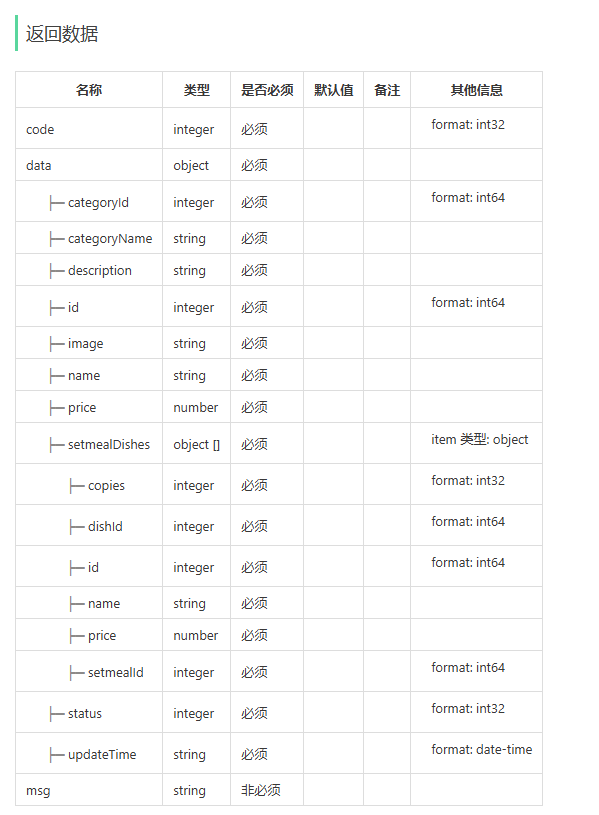 返回数据
名称 类型 是否必须 默认值 备注 其他信息
code integer 必须 format: int32
data object 必须
├─ categoryId integer 必须 format: int64
├─ categoryName string 必须
├─ description string 必须
├─ id integer 必须 format: int64
├─ image string 必须
├─ name string 必须
├─ price number 必须
├─ setmealDishes object [] 必须 item 类型: object
├─ copies integer 必须 format: int32
├─ dishId integer 必须 format: int64
├─ id integer 必须 format: int64
├─ name string 必须
├─ price number 必须
├─ setmealId integer 必须 format: int64
├─ status integer 必须 format: int32
├─ updateTime string 必须 format: date-time
msg string 非必须